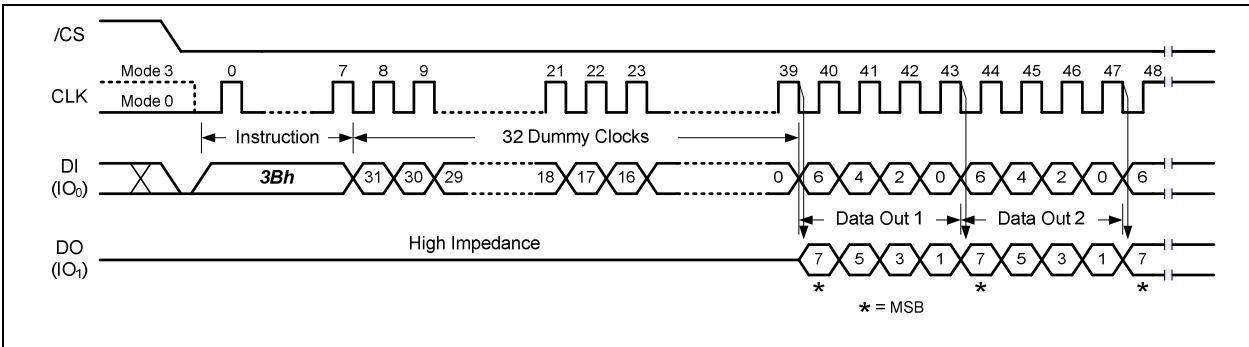 /CS
Mode 3 0 7 8 9 21 22 23 39 40 41 42 43 44 45 46 47 48
CLK Mode 0
Instruction 32 Dummy Clocks
DI
(IO₀)
3Bh 31 30 29 18 17 16 0 6 4 2 0 6 4 2 0 6
Data Out 1 Data Out 2
DO
(IO₁)
High Impedance
7 5 3 1 7 5 3 1 7
* * *
* = MSB